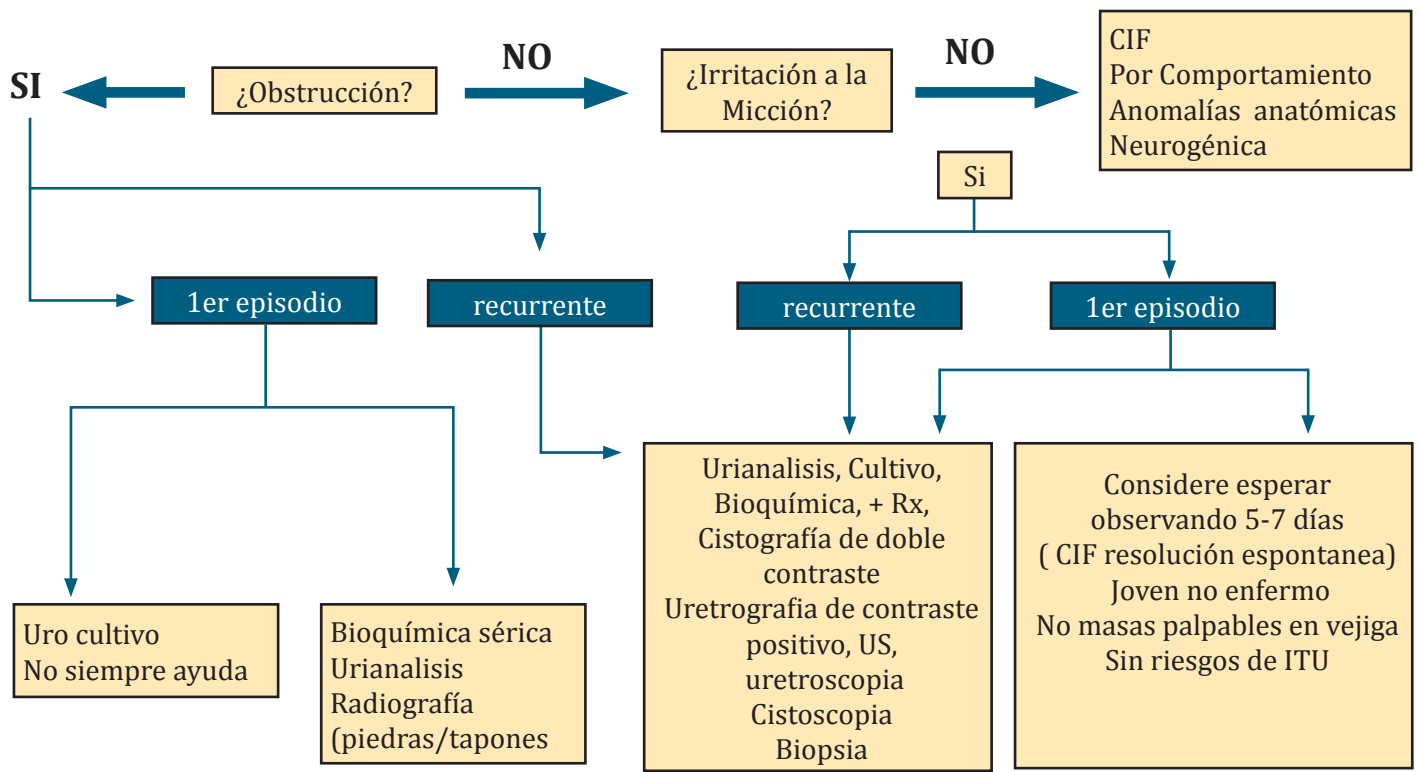 SI
¿Obstrucción?
NO
¿Irritación a la
Micción?
NO
CIF
Por Comportamiento
Anomalías anatómicas
Neurogénica
Si
1er episodio
recurrente
recurrente
1er episodio
Uro cultivo
No siempre ayuda
Bioquímica sérica
Urianalisis
Radiografía
(piedras/tapones
Urianalisis, Cultivo,
Bioquímica, + Rx,
Cistografía de doble
contraste
Uretrografia de contraste
positivo, US,
uretroscopia
Cistoscopia
Biopsia
Considere esperar
observando 5-7 días
( CIF resolución espontanea)
Joven no enfermo
No masas palpables en vejiga
Sin riesgos de ITU